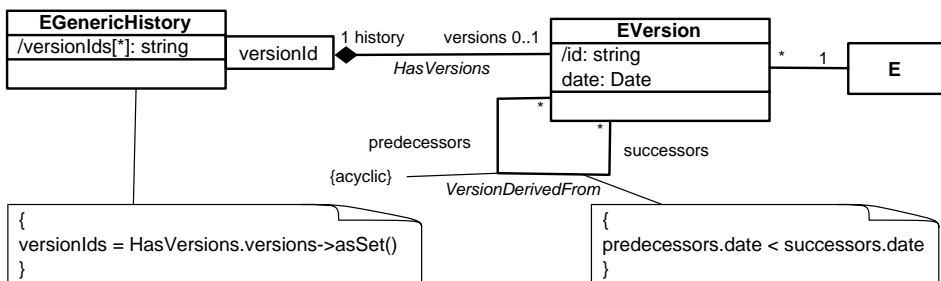 EGenericHistory
/versionIds[*]: string
versionId
1 history
versions 0..1
HasVersions
EVersion
/id: string
date: Date
*
1
E
*
*
predecessors
successors
{acyclic}
VersionDerivedFrom
{
versionIds = HasVersions.versions->asSet()
}
{
predecessors.date < successors.date
}